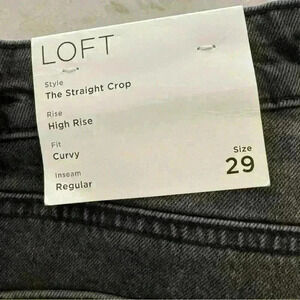 LOFT
Style
The Straight Crop
Rise
High Rise
Fit
Curvy
Inseam
Regular
Size
29